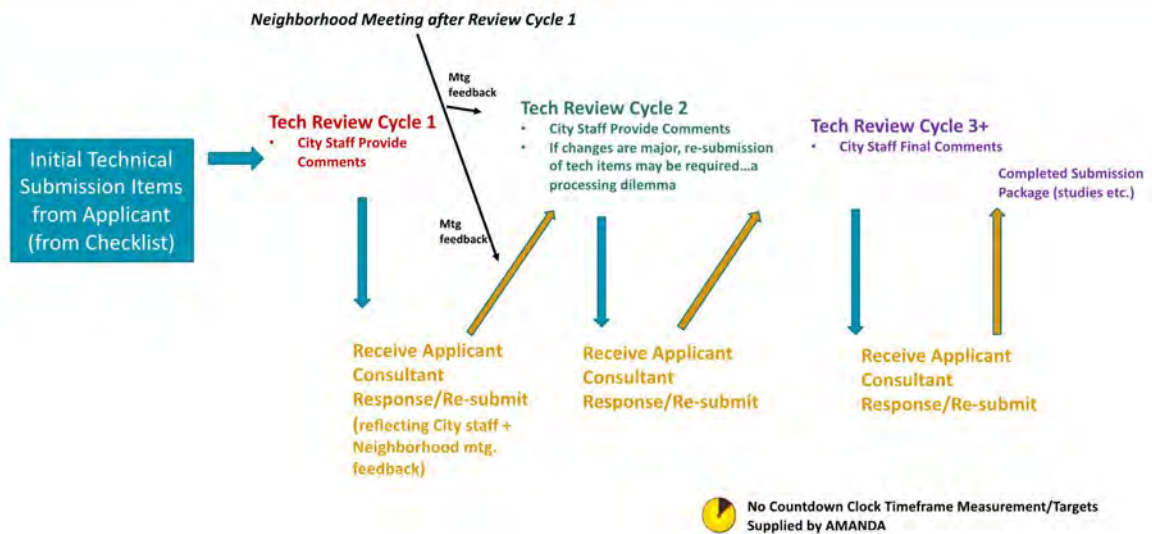 Neighborhood Meeting after Review Cycle 1
Mtg
feedback
Tech Review Cycle 1
• City Staff Provide
Comments
Tech Review Cycle 2
• City Staff Provide Comments
• If changes are major, re-submission
of tech items may be required...a
processing dilemma
Tech Review Cycle 3+
• City Staff Final Comments
Completed Submission
Package (studies etc.)
Initial Technical
Submission Items
from Applicant
(from Checklist)
Mtg
feedback
Receive Applicant
Consultant
Response/Re-submit
(reflecting City staff +
Neighborhood mtg.
feedback)
Receive Applicant
Consultant
Response/Re-submit
Receive Applicant
Consultant
Response/Re-submit
No Countdown Clock Timeframe Measurement/Targets
Supplied by AMANDA